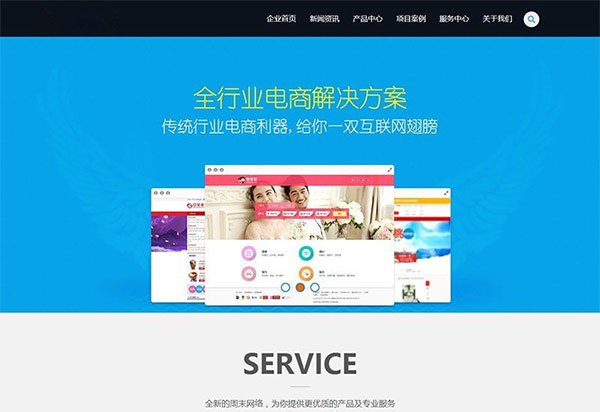 企业首页 新闻资讯 产品中心 项目案例 服务中心 关于我们
全行业电商解决方案
传统行业电商利器，给你一双互联网翅膀
桃
SERVICE
全新的周末网络，为你提供更优质的产品及专业服务